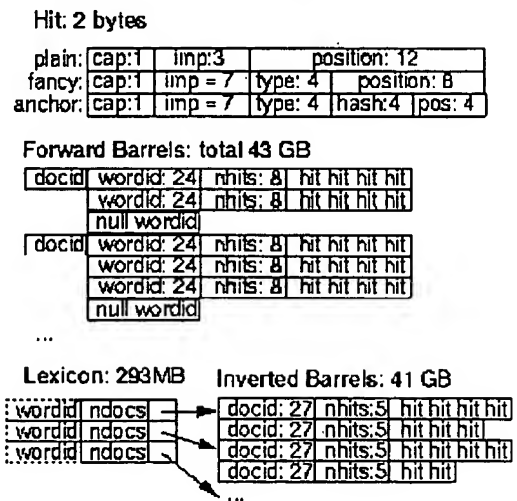 Hit: 2 bytes
plain: cap:1 imp:3 position: 12
fancy: cap:1 imp = 7 type: 4 position: 8
anchor: cap:1 imp = 7 type: 4 hash:4 pos: 4
Forward Barrels: total 43 GB
docid wordid: 24 nhits: 8 hit hit hit hit
wordid: 24 nhits: 8 hit hit hit hit
null wordid
docid wordid: 24 nhits: 8 hit hit hit hit
wordid: 24 nhits: 8 hit hit hit hit
wordid: 24 nhits: 8 hit hit hit hit
null wordid
...
Lexicon: 293MB Inverted Barrels: 41 GB
wordid ndocs docid: 27 nhits:5 hit hit hit hit
wordid ndocs docid: 27 nhits:5 hit hit hit
wordid ndocs docid: 27 nhits:5 hit hit hit hit
docid: 27 nhits:5 hit hit
...